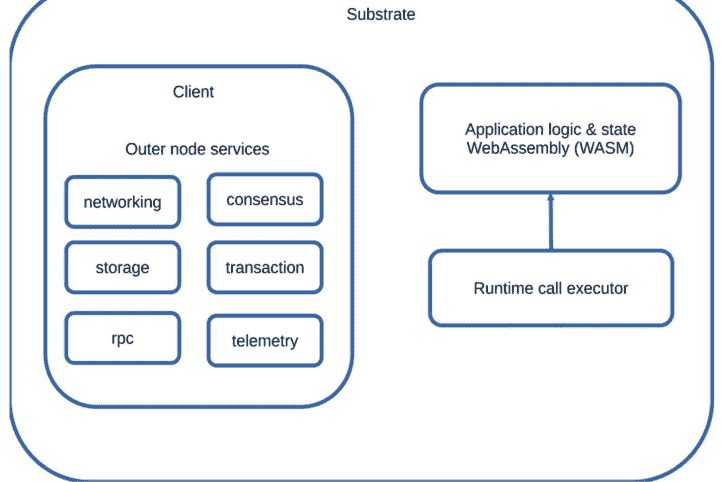 Substrate
Client
Outer node services
networking
consensus
storage
transaction
rpc
telemetry
Application logic & state
WebAssembly (WASM)
Runtime call executor